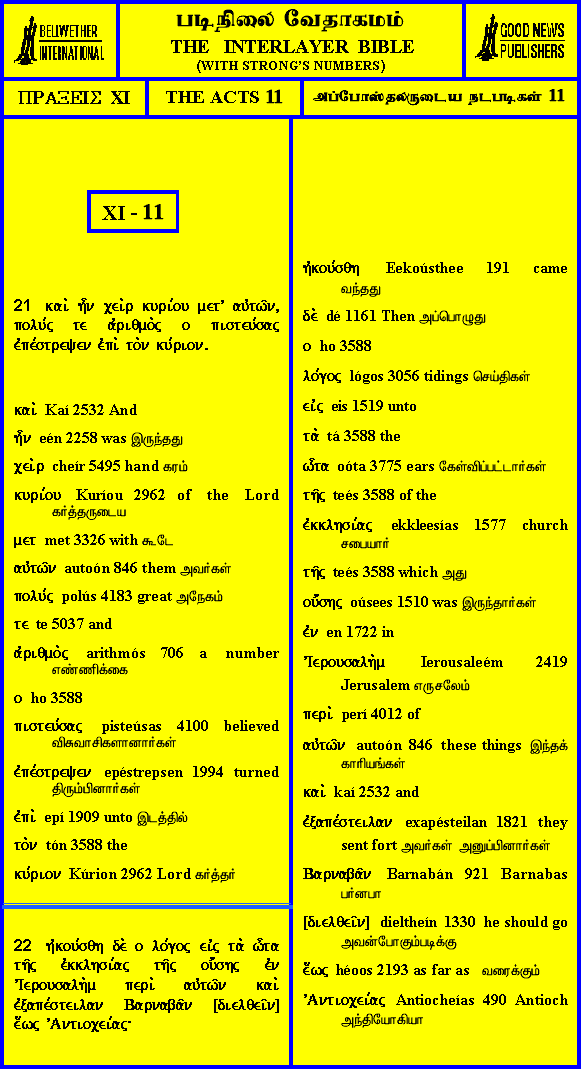 BELLWETHER
INTERNATIONAL
படிநிலை வேதாகமம்
THE INTERLAYER BIBLE
(WITH STRONG'S NUMBERS)
GOOD NEWS
PUBLISHERS
ΠΡΑΞΕΙΣ XI
THE ACTS 11
அப்போஸ்தலருடைய நடபடிகள் 11
XI - 11
21 καὶ ἦν χεὶρ κυρίου μετ’ αὐτῶν,
πολύς τε ἀριθμὸς ο πιστεύσας
ἐπέστρεψεν ἐπὶ τὸν κύριον.
καὶ Kaí 2532 And
ἦν eén 2258 was இருந்தது
χεὶρ cheír 5495 hand கரம்
κυρίου Kuríou 2962 of the Lord
கர்த்தருடைய
μετ met 3326 with கூடே
αὐτῶν autoón 846 them அவர்கள்
πολύς polús 4183 great அநேகம்
τε te 5037 and
ἀριθμὸς arithmós 706 a number
எண்ணிக்கை
ο ho 3588
πιστεύσας pisteúsas 4100 believed
விசுவாசிகளானார்கள்
ἐπέστρεψεν epéstrepsen 1994 turned
திரும்பினார்கள்
ἐπὶ epí 1909 unto இடத்தில்
τὸν tón 3588 the
κύριον Kúrion 2962 Lord கர்த்தர்
22 ἠκούσθη δὲ ο λόγος εἰς τὰ ὦτα
τῆς ἐκκλησίας τῆς οὔσης ἐν
Ἰερουσαλὴμ περὶ αὐτῶν καὶ
ἐξαπέστειλαν Βαρναβᾶν [διελθεῖν]
ἕως Ἀντιοχείας·
ἠκούσθη Eekoústhee 191 came
வந்தது
δὲ dé 1161 Then அப்பொழுது
ο ho 3588
λόγος lógos 3056 tidings செய்திகள்
εἰς eis 1519 unto
τὰ tá 3588 the
ὦτα oóta 3775 ears கேள்விப்பட்டார்கள்
τῆς teés 3588 of the
ἐκκλησίας ekkleesías 1577 church
சபையார்
τῆς teés 3588 which அது
οὔσης oúsees 1510 was இருந்தார்கள்
ἐν en 1722 in
Ἰερουσαλὴμ Ierousaleém 2419
Jerusalem எருசலேம்
περὶ perí 4012 of
αὐτῶν autoón 846 these things இந்தக்
காரியங்கள்
καὶ kaí 2532 and
ἐξαπέστειλαν exapésteilan 1821 they
sent fort அவர்கள் அனுப்பினார்கள்
Βαρναβᾶν Barnabán 921 Barnabas
பர்னபா
[διελθεῖν] dieltheín 1330 he should go
அவன்போகும்படிக்கு
ἕως héoos 2193 as far as வரைக்கும்
Ἀντιοχείας Antiocheías 490 Antioch
அந்தியோகியா